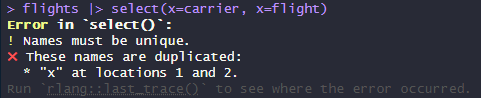 > flights |> select(x=carrier, x=flight)
Error in `select()`:
! Names must be unique.
✖ These names are duplicated:
  * "x" at locations 1 and 2.
Run `rlang::last_trace()` to see where the error occurred.